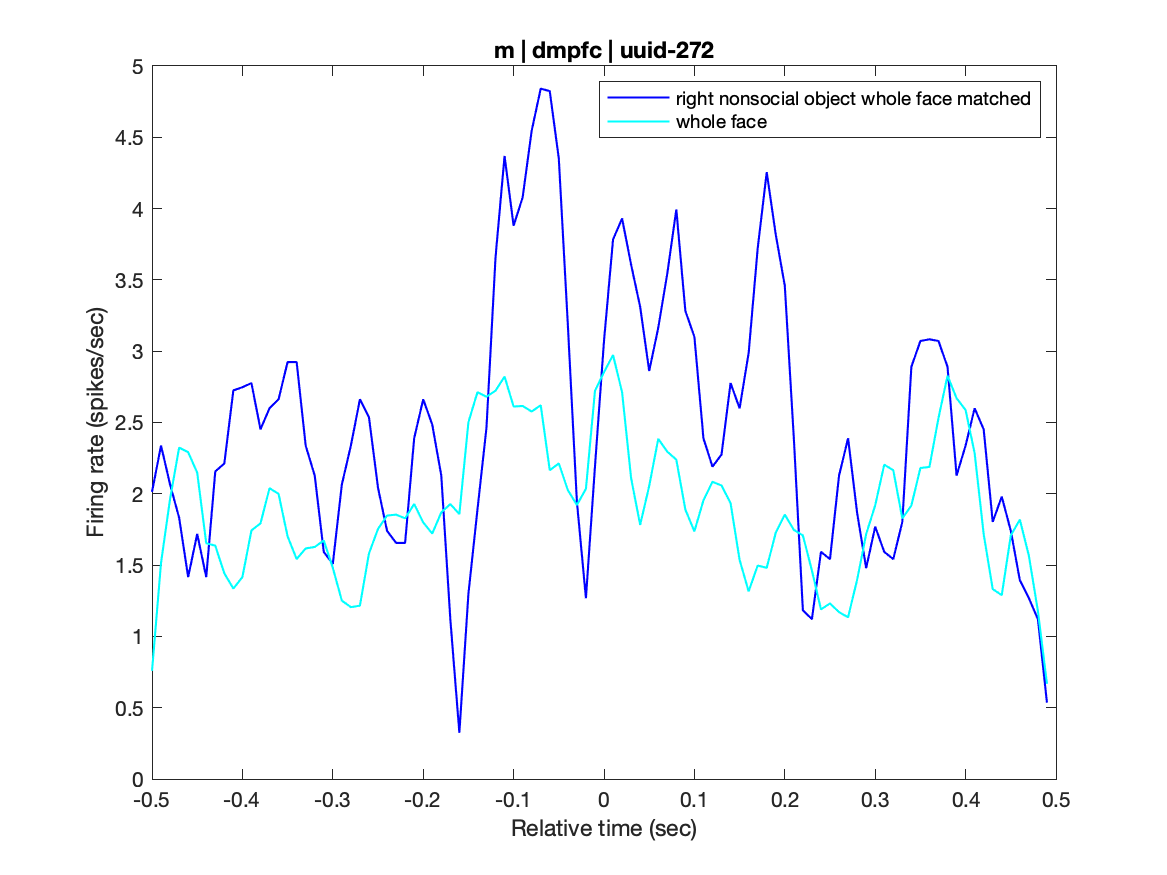 m | dmpfc | uuid-272
right nonsocial object whole face matched
whole face
5
4.5
4
3.5
3
2.5
2
1.5
1
0.5
0
Firing rate (spikes/sec)
-0.5 -0.4 -0.3 -0.2 -0.1 0 0.1 0.2 0.3 0.4 0.5
Relative time (sec)